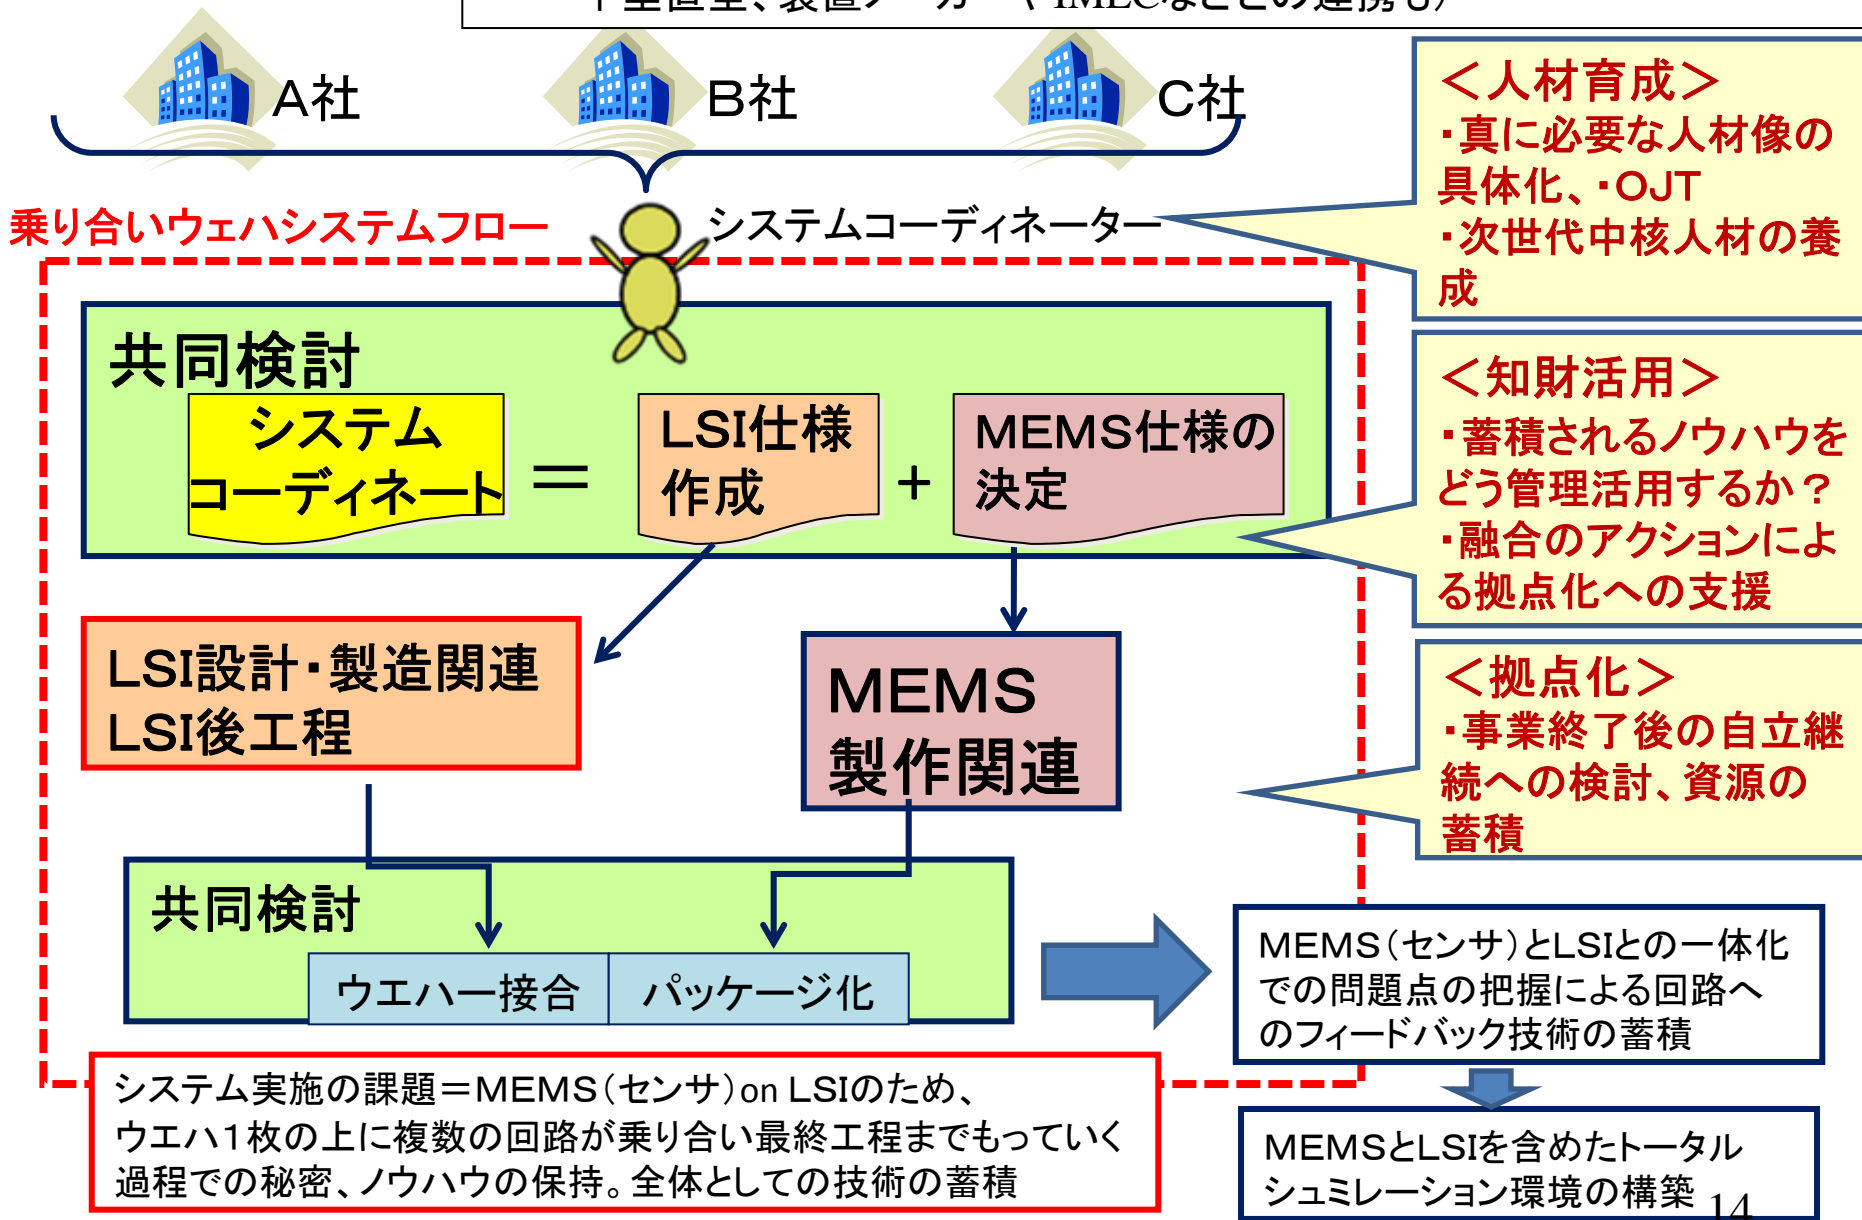 A社
B社
C社
乗り合いウェハシステムフロー
システムコーディネーター
共同検討
システム
コーディネート
＝
LSI仕様
作成
+
MEMS仕様の
決定
LSI設計・製造関連
LSI後工程
MEMS
製作関連
共同検討
ウエハー接合
パッケージ化
システム実施の課題＝MEMS(センサ)on LSIのため、
ウエハ１枚の上に複数の回路が乗り合い最終工程までもっていく
過程での秘密、ノウハウの保持。全体としての技術の蓄積
＜人材育成＞
・真に必要な人材像の
具体化、・OJT
・次世代中核人材の養
成
＜知財活用＞
・蓄積されるノウハウを
どう管理活用するか？
・融合のアクションによ
る拠点化への支援
＜拠点化＞
・事業終了後の自立継
続への検討、資源の
蓄積
MEMS(センサ)とLSIとの一体化
での問題点の把握による回路へ
のフィードバック技術の蓄積
MEMSとLSIを含めたトータル
シュミレーション環境の構築
14